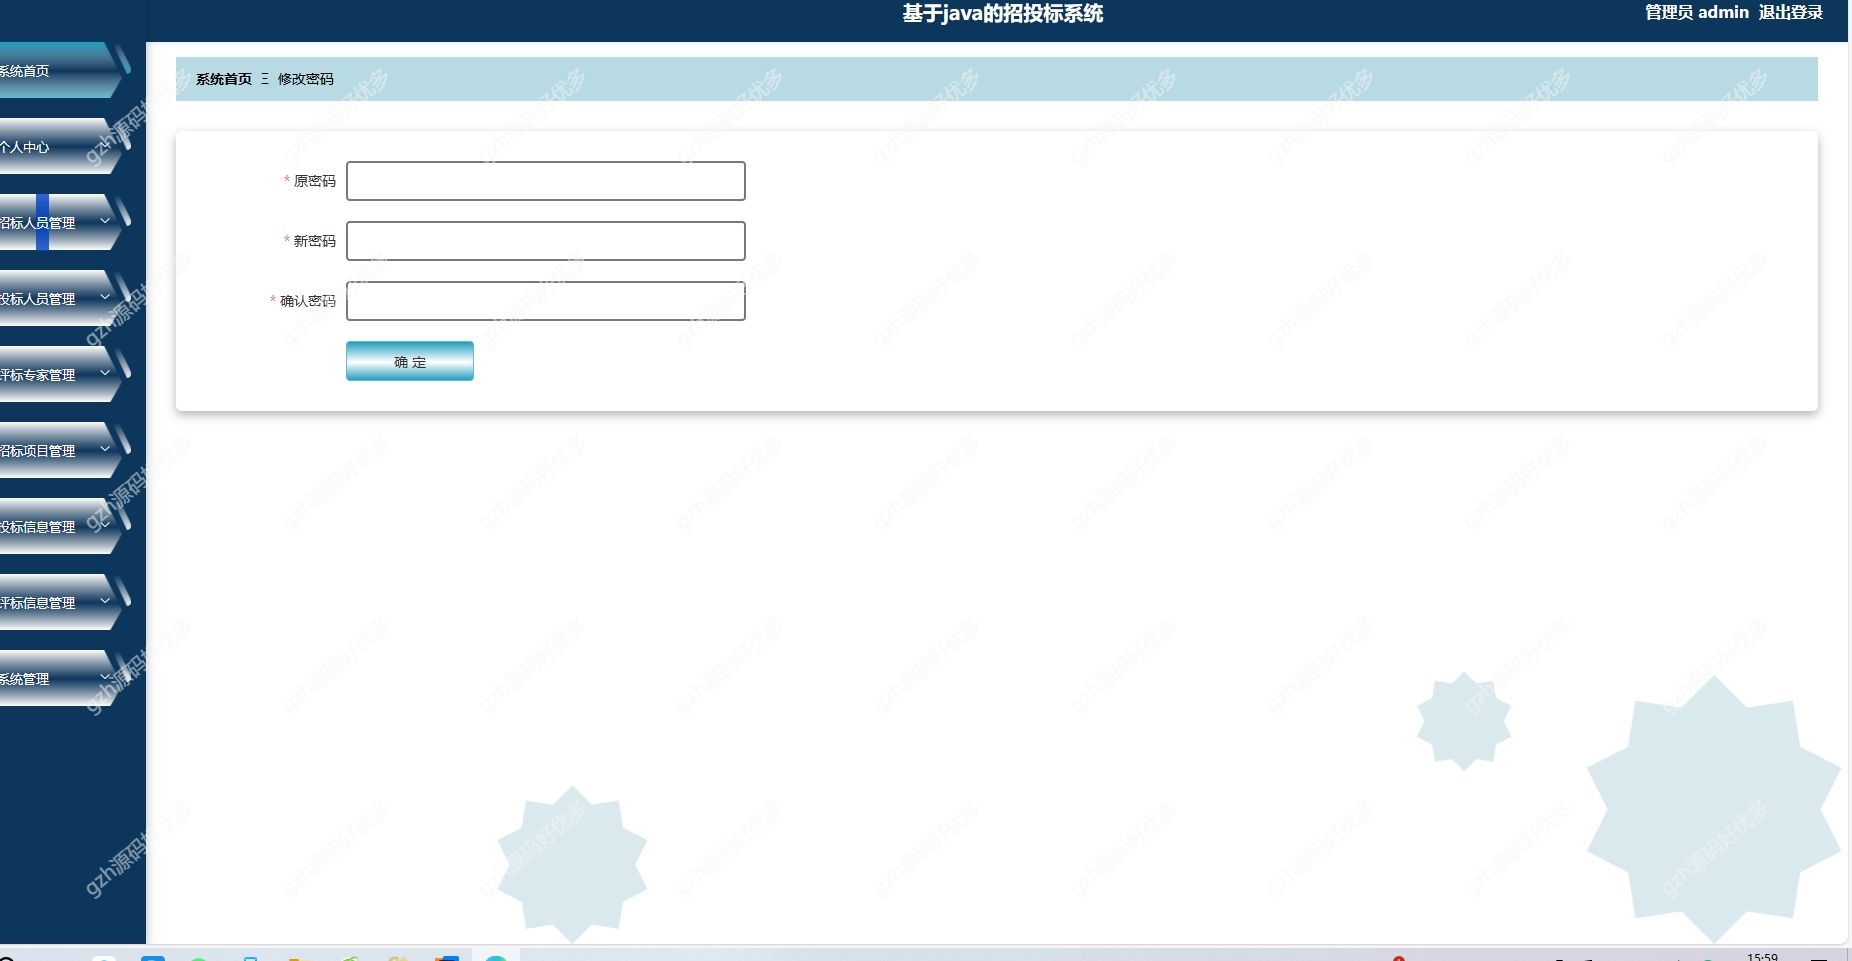 基于java的招投标系统
管理员 admin 退出登录
系统首页
个人中心
招标人员管理
投标人员管理
评标专家管理
招标项目管理
投标信息管理
评标信息管理
系统管理
系统首页 Ξ 修改密码
* 原密码
* 新密码
* 确认密码
确 定
gzh源码好优多
15:59